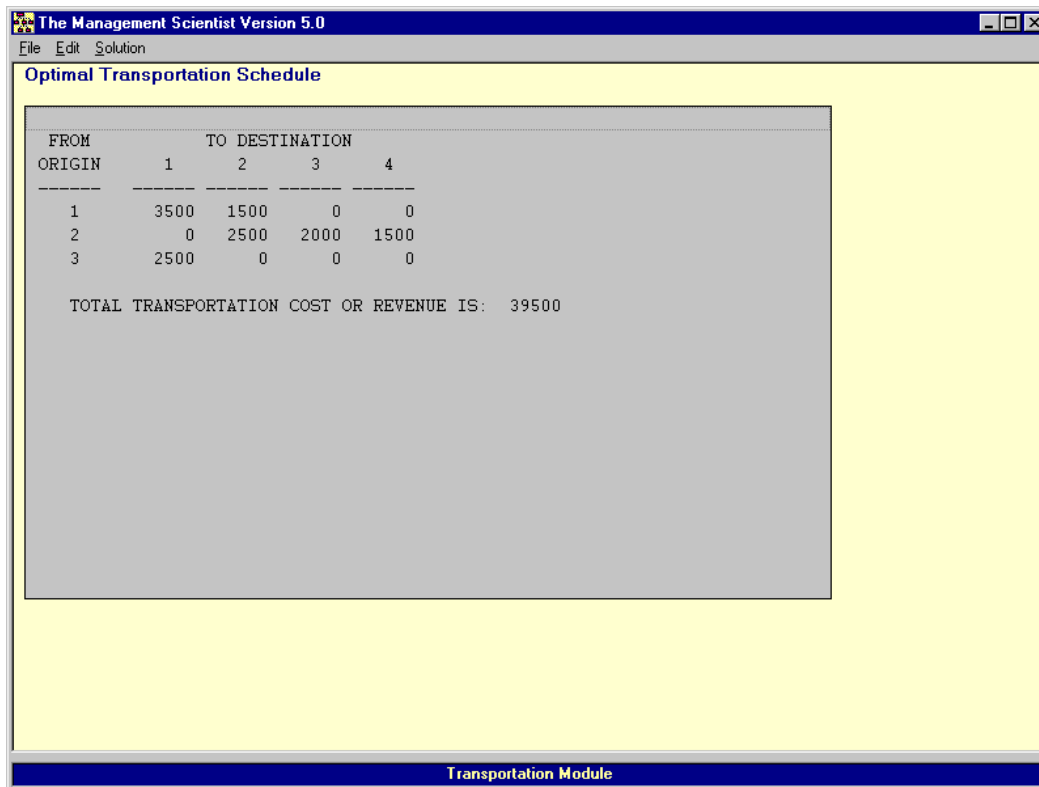 The Management Scientist Version 5.0
File Edit Solution
Optimal Transportation Schedule
FROM TO DESTINATION
ORIGIN 1 2 3 4
------ ------ ------ ------ ------
1 3500 1500 0 0
2 0 2500 2000 1500
3 2500 0 0 0
TOTAL TRANSPORTATION COST OR REVENUE IS: 39500
Transportation Module